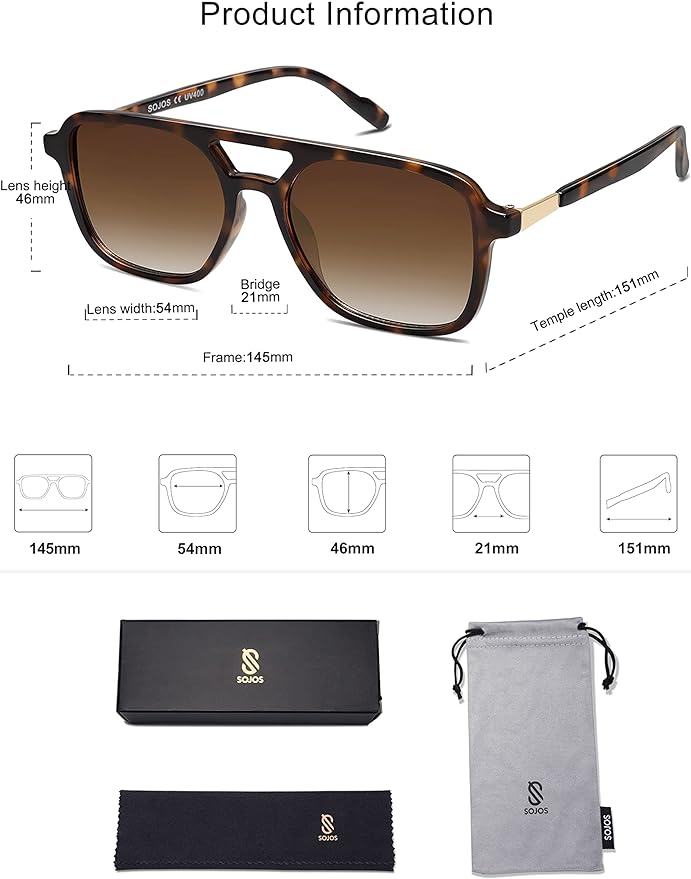 Product Information
SOJOS CE UV400
Lens height
46mm
Lens width:54mm
Bridge
21mm
Temple length:151mm
Frame:145mm
145mm
54mm
46mm
21mm
151mm
SOJOS
SOJOS
SOJOS
SOJOS